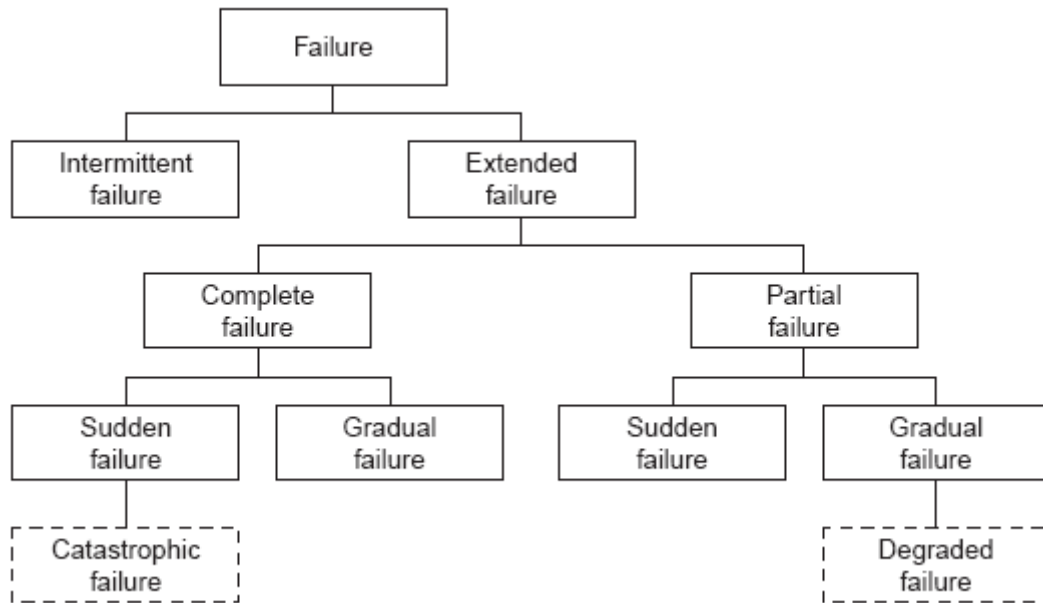 Failure
Intermittent
failure
Extended
failure
Complete
failure
Partial
failure
Sudden
failure
Gradual
failure
Sudden
failure
Gradual
failure
Catastrophic
failure
Degraded
failure